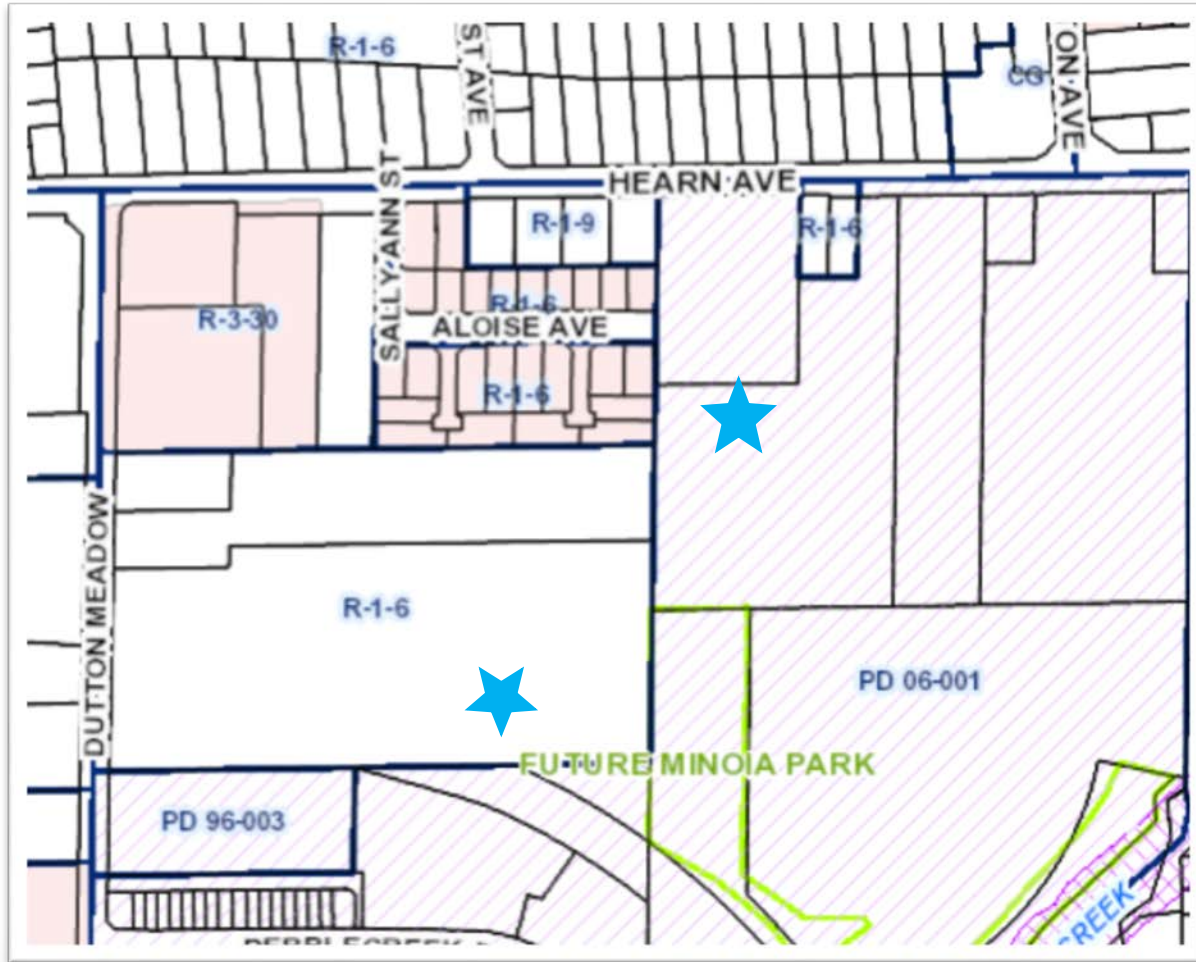 R-1-6
ST AVE
CG
ON AVE
HEARN AVE
SALLY ANN ST
R-1-9
R-1-6
R-1-6
R-3-30
ALOISE AVE
R-1-6
DUTTON MEADOW
R-1-6
PD 06-001
FUTURE MINOIA PARK
PD 96-003
CREEK
PEBBLECREEK